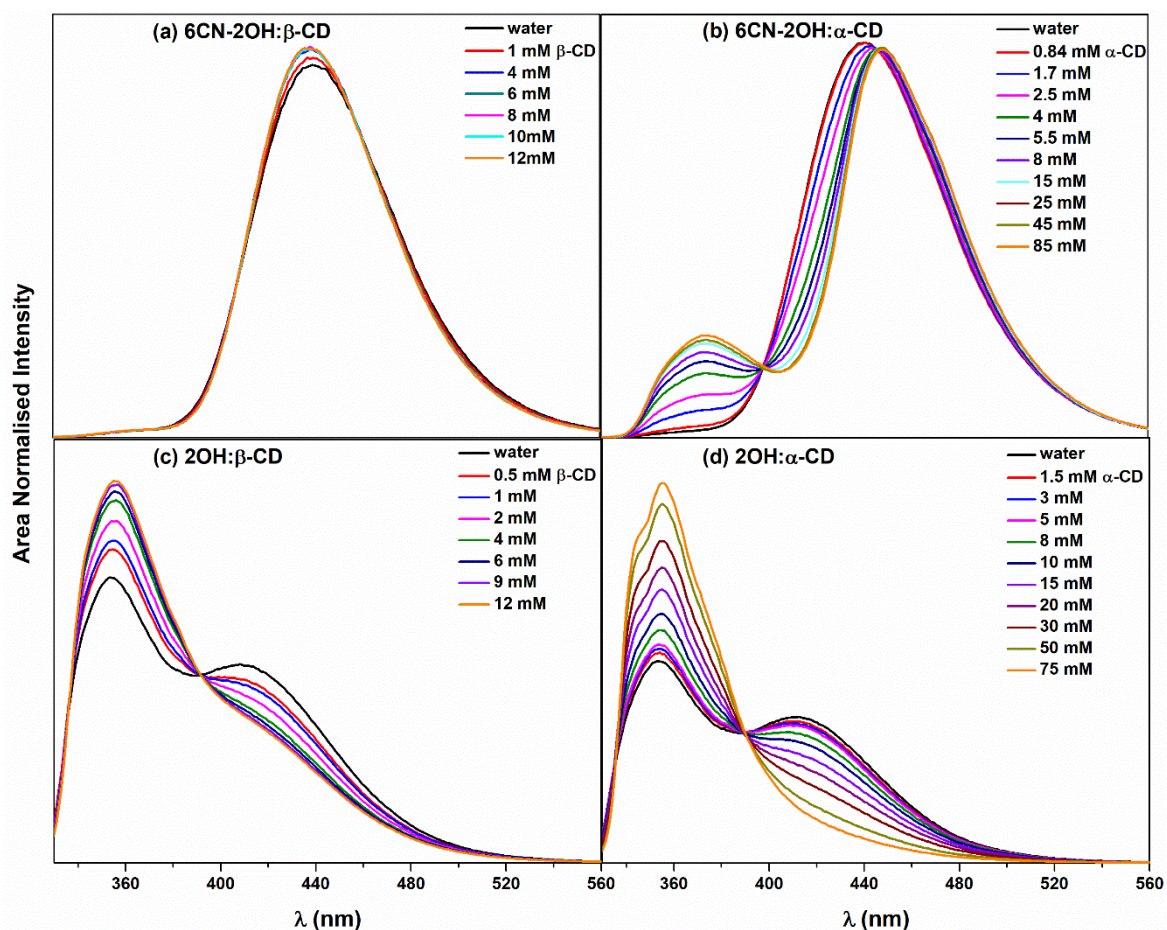 (a) 6CN-2OH:β-CD
water
1 mM β-CD
4 mM
6 mM
8 mM
10mM
12mM
(b) 6CN-2OH:α-CD
water
0.84 mM α-CD
1.7 mM
2.5 mM
4 mM
5.5 mM
8 mM
15 mM
25 mM
45 mM
85 mM
Area Normalised Intensity
(c) 2OH:β-CD
water
0.5 mM β-CD
1 mM
2 mM
4 mM
6 mM
9 mM
12 mM
(d) 2OH:α-CD
water
1.5 mM α-CD
3 mM
5 mM
8 mM
10 mM
15 mM
20 mM
30 mM
50 mM
75 mM
360 400 440 480 520 560 360 400 440 480 520 560
λ (nm) λ (nm)